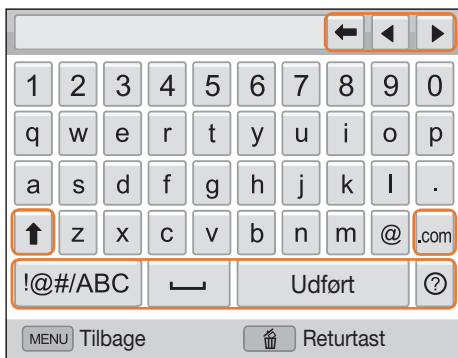 1 2 3 4 5 6 7 8 9 0
q w e r t y u i o p
a s d f g h j k l .
z x c v b n m @ .com
!@#/ABC Udført ?
MENU Tilbage Returtast